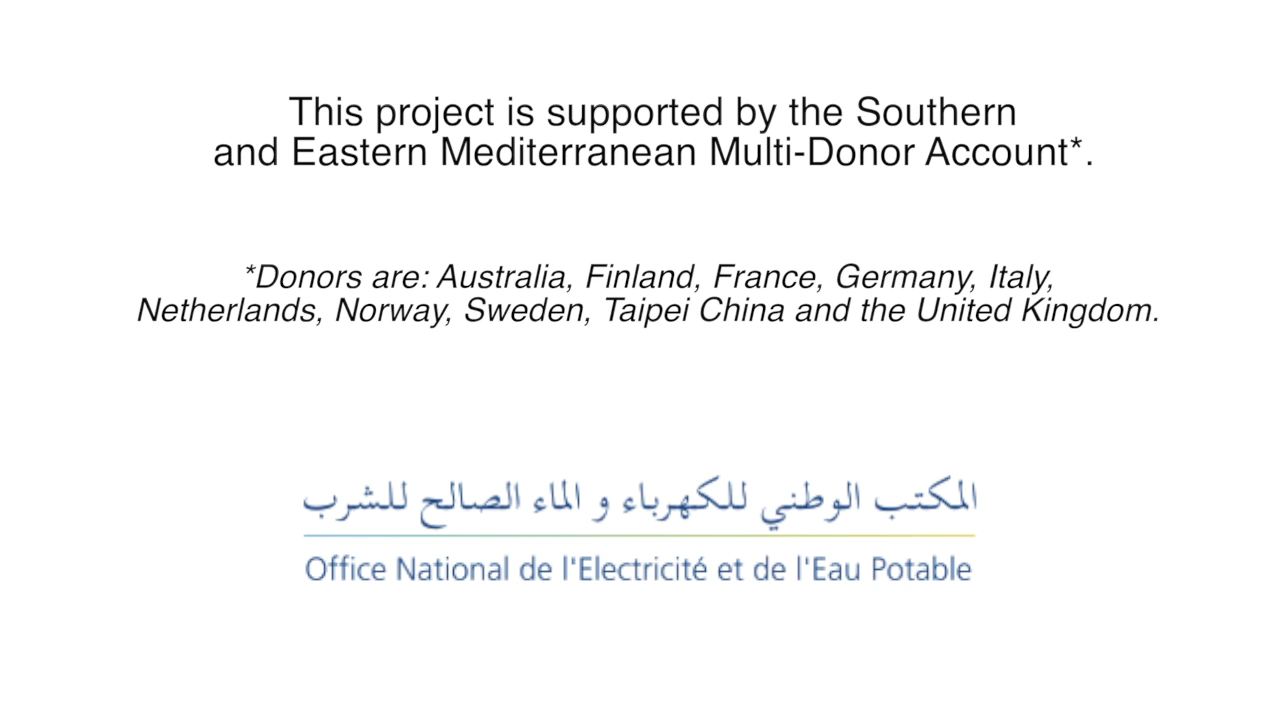 This project is supported by the Southern
and Eastern Mediterranean Multi-Donor Account*.
*Donors are: Australia, Finland, France, Germany, Italy,
Netherlands, Norway, Sweden, Taipei China and the United Kingdom.
المكتب الوطني للكهرباء و الماء الصالح للشرب
Office National de l'Electricité et de l'Eau Potable